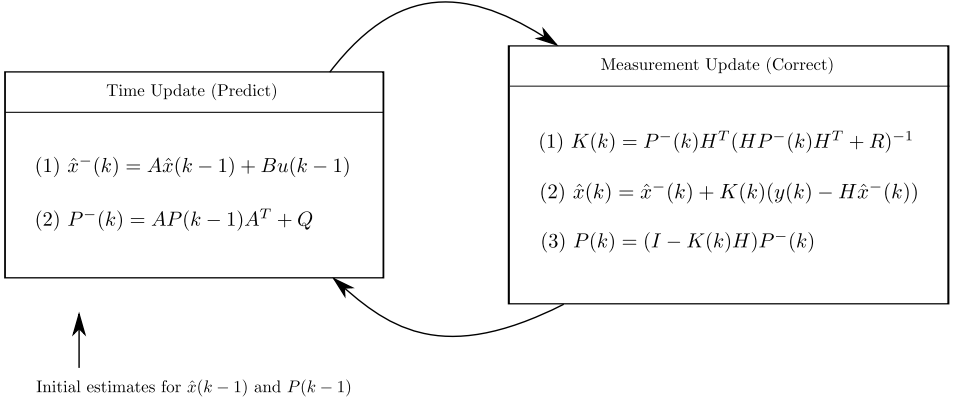 Time Update (Predict)
(1) x̂⁻(k) = Ax̂(k − 1) + Bu(k − 1)
(2) P⁻(k) = AP(k − 1)Aᵀ + Q
Initial estimates for x̂(k − 1) and P(k − 1)
Measurement Update (Correct)
(1) K(k) = P⁻(k)Hᵀ(HP⁻(k)Hᵀ + R)⁻¹
(2) x̂(k) = x̂⁻(k) + K(k)(y(k) − Hx̂⁻(k))
(3) P(k) = (I − K(k)H)P⁻(k)